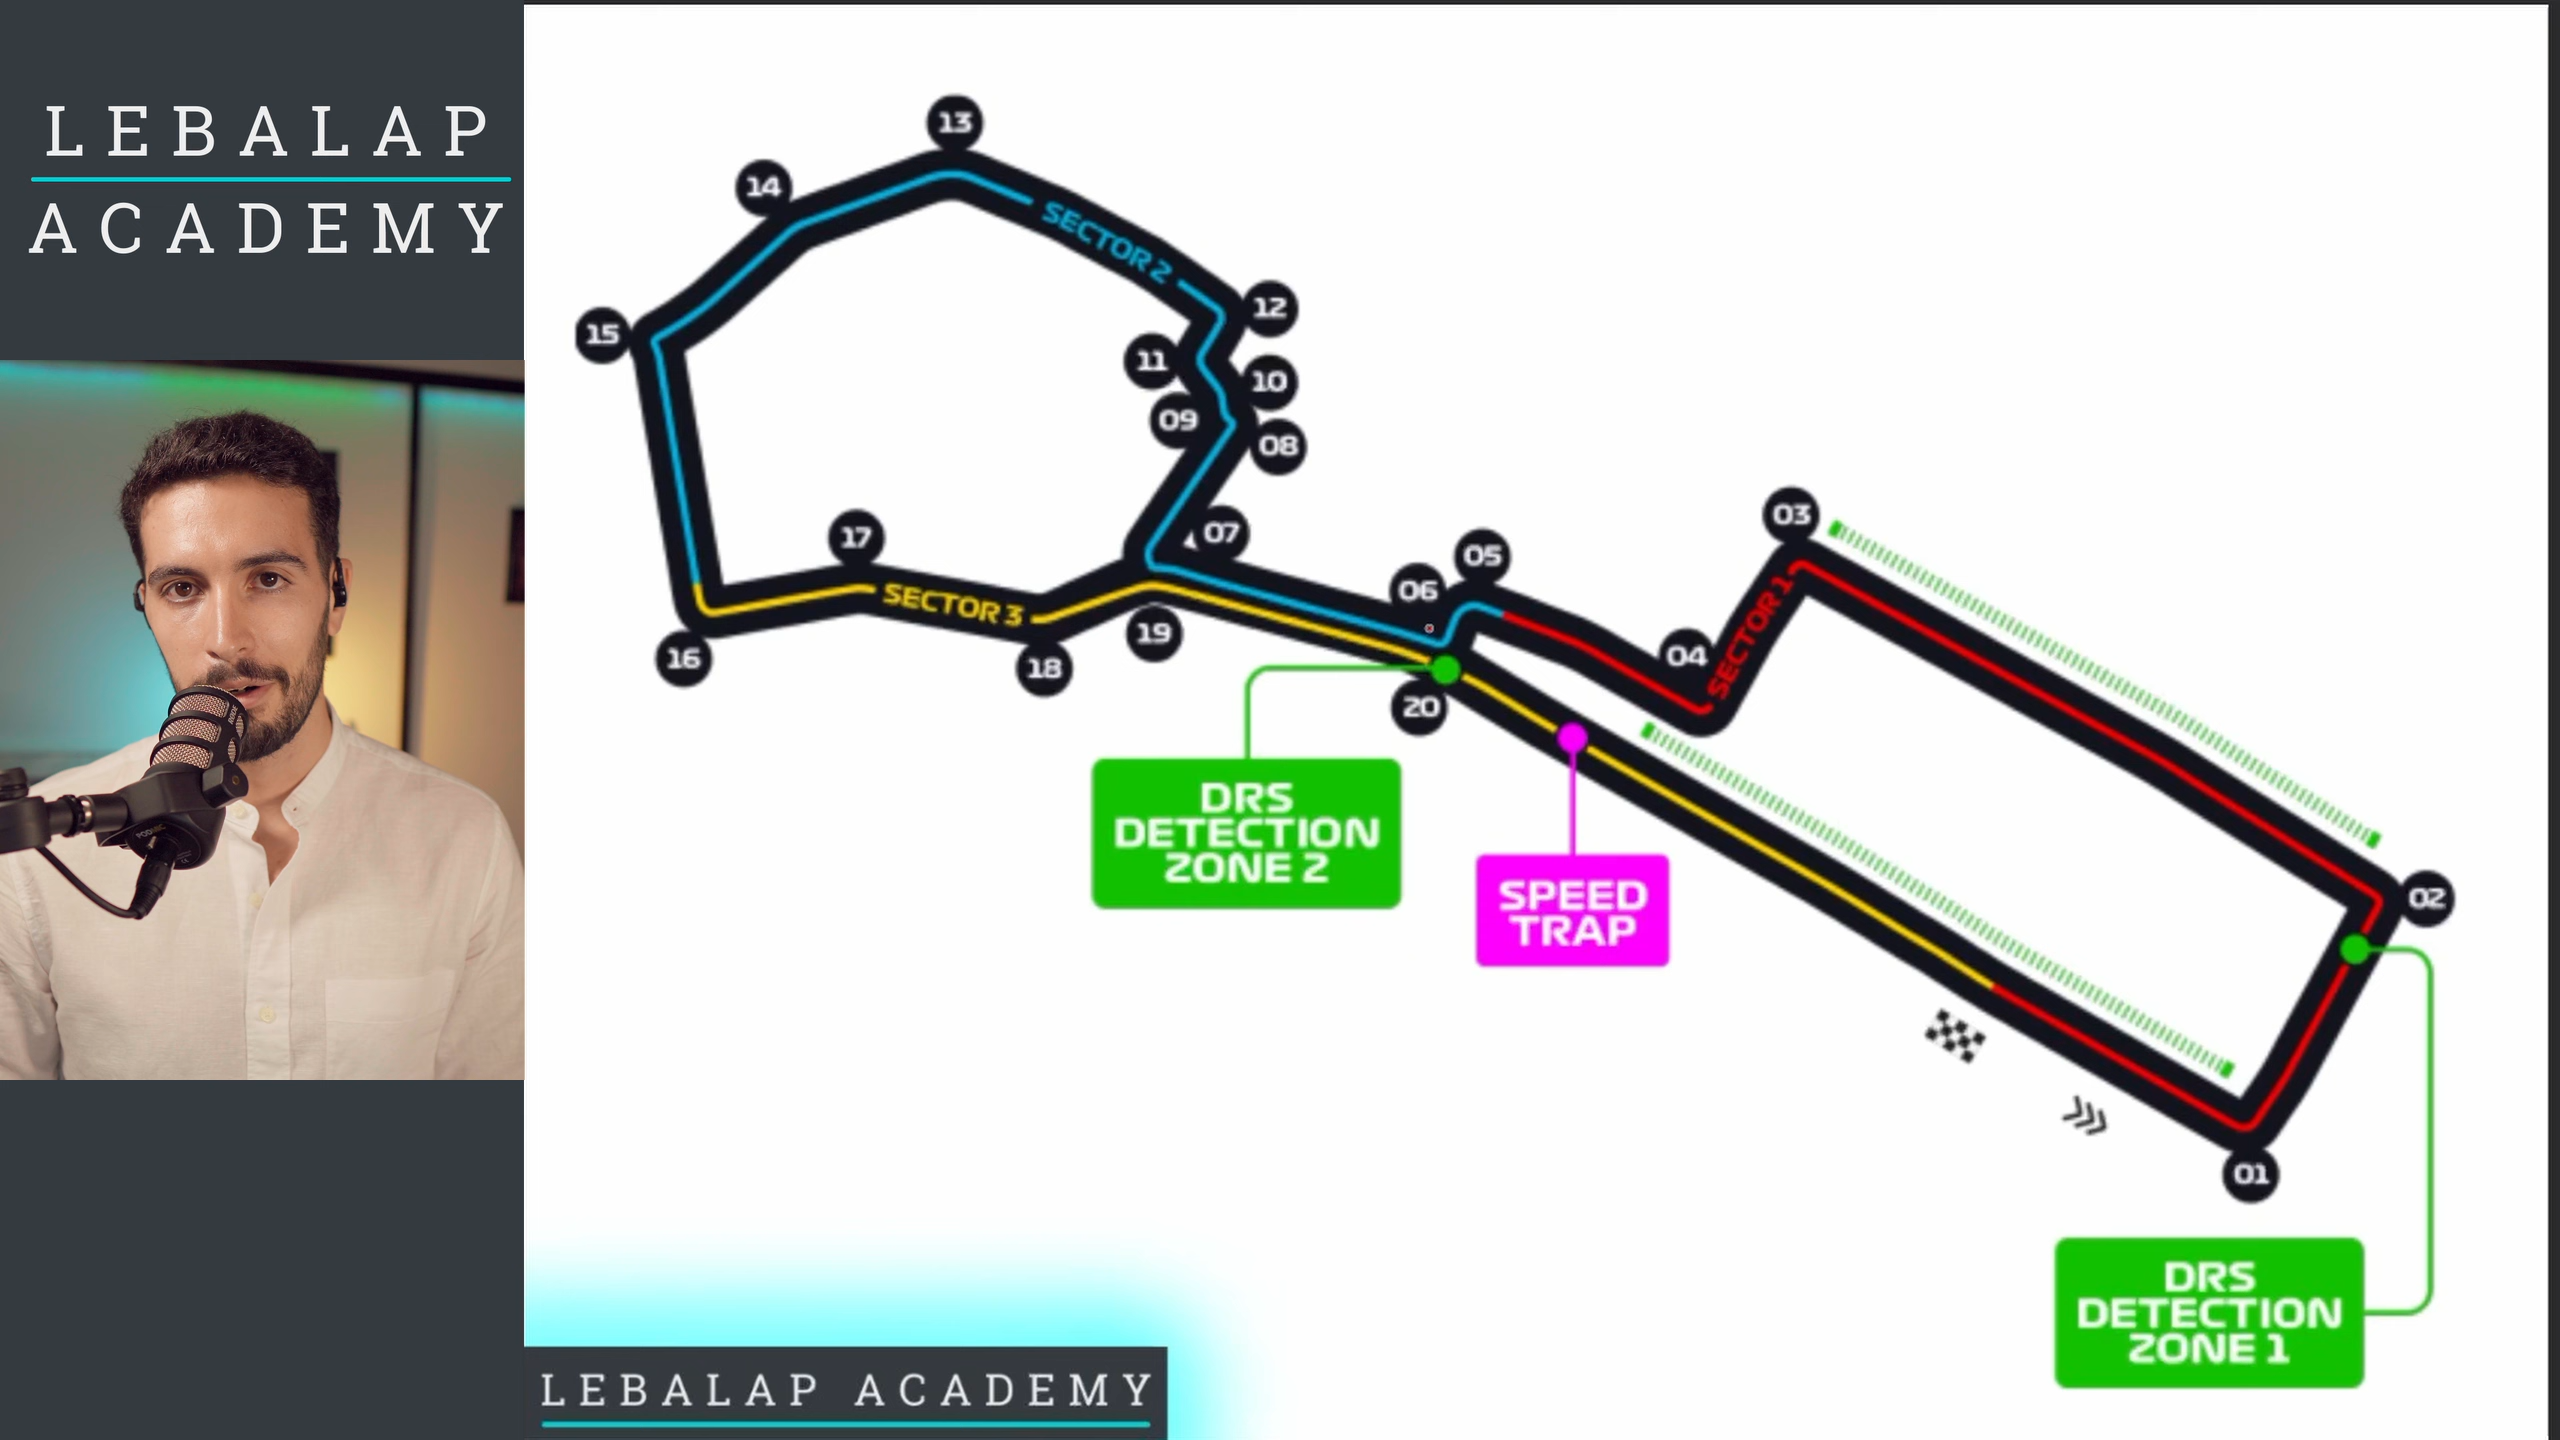 LEBALAP
ACADEMY
13
14
SECTOR 2
15
12
11
10
09
08
07
03
17
05
06
SECTOR 3
SECTOR 1
04
19
16
18
20
DRS
DETECTION
ZONE 2
SPEED
TRAP
02
01
DRS
DETECTION
ZONE 1
LEBALAP ACADEMY